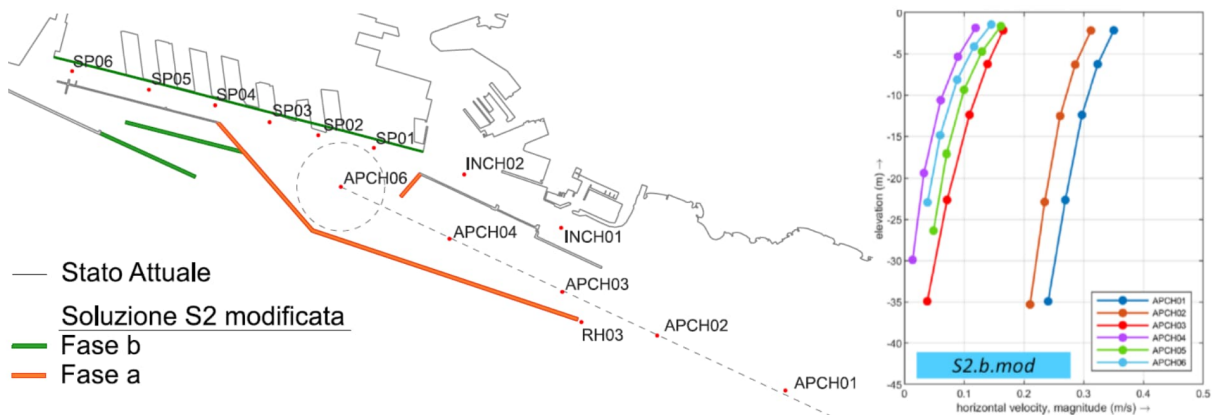 SP06
SP05
SP04
SP03
SP02
SP01
INCH02
APCH06
INCH01
APCH04
APCH03
APCH02
RH03
APCH01
Stato Attuale
Soluzione S2 modificata
Fase b
Fase a
0
-5
-10
-15
-20
-25
-30
-35
-40
-45
elevation (m) →
0
0.1
0.2
0.3
0.4
0.5
horizontal velocity, magnitude (m/s) →
S2.b.mod
APCH01
APCH02
APCH03
APCH04
APCH05
APCH06